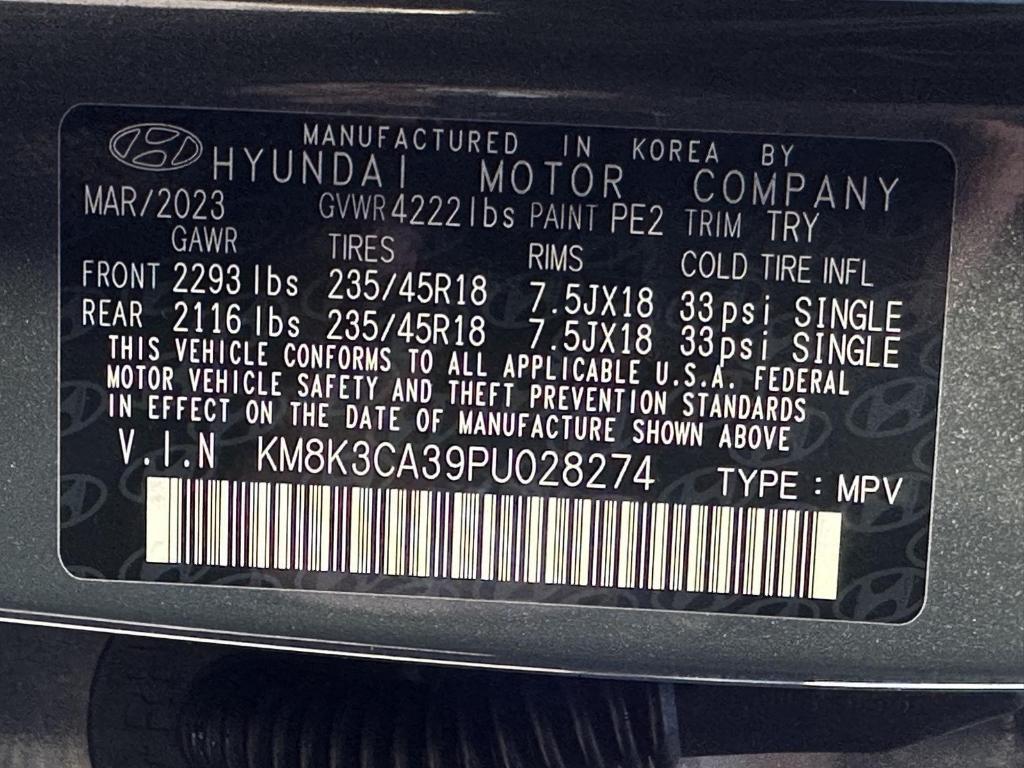 MANUFACTURED IN KOREA BY
HYUNDAI MOTOR COMPANY
MAR/2023 GVWR 4222 lbs PAINT PE2 TRIM TRY
GAWR TIRES RIMS COLD TIRE INFL
FRONT 2293 lbs 235/45R18 7.5JX18 33psi SINGLE
REAR 2116 lbs 235/45R18 7.5JX18 33psi SINGLE
THIS VEHICLE CONFORMS TO ALL APPLICABLE U.S.A. FEDERAL
MOTOR VEHICLE SAFETY AND THEFT PREVENTION STANDARDS
IN EFFECT ON THE DATE OF MANUFACTURE SHOWN ABOVE
V.I.N KM8K3CA39PU028274 TYPE : MPV